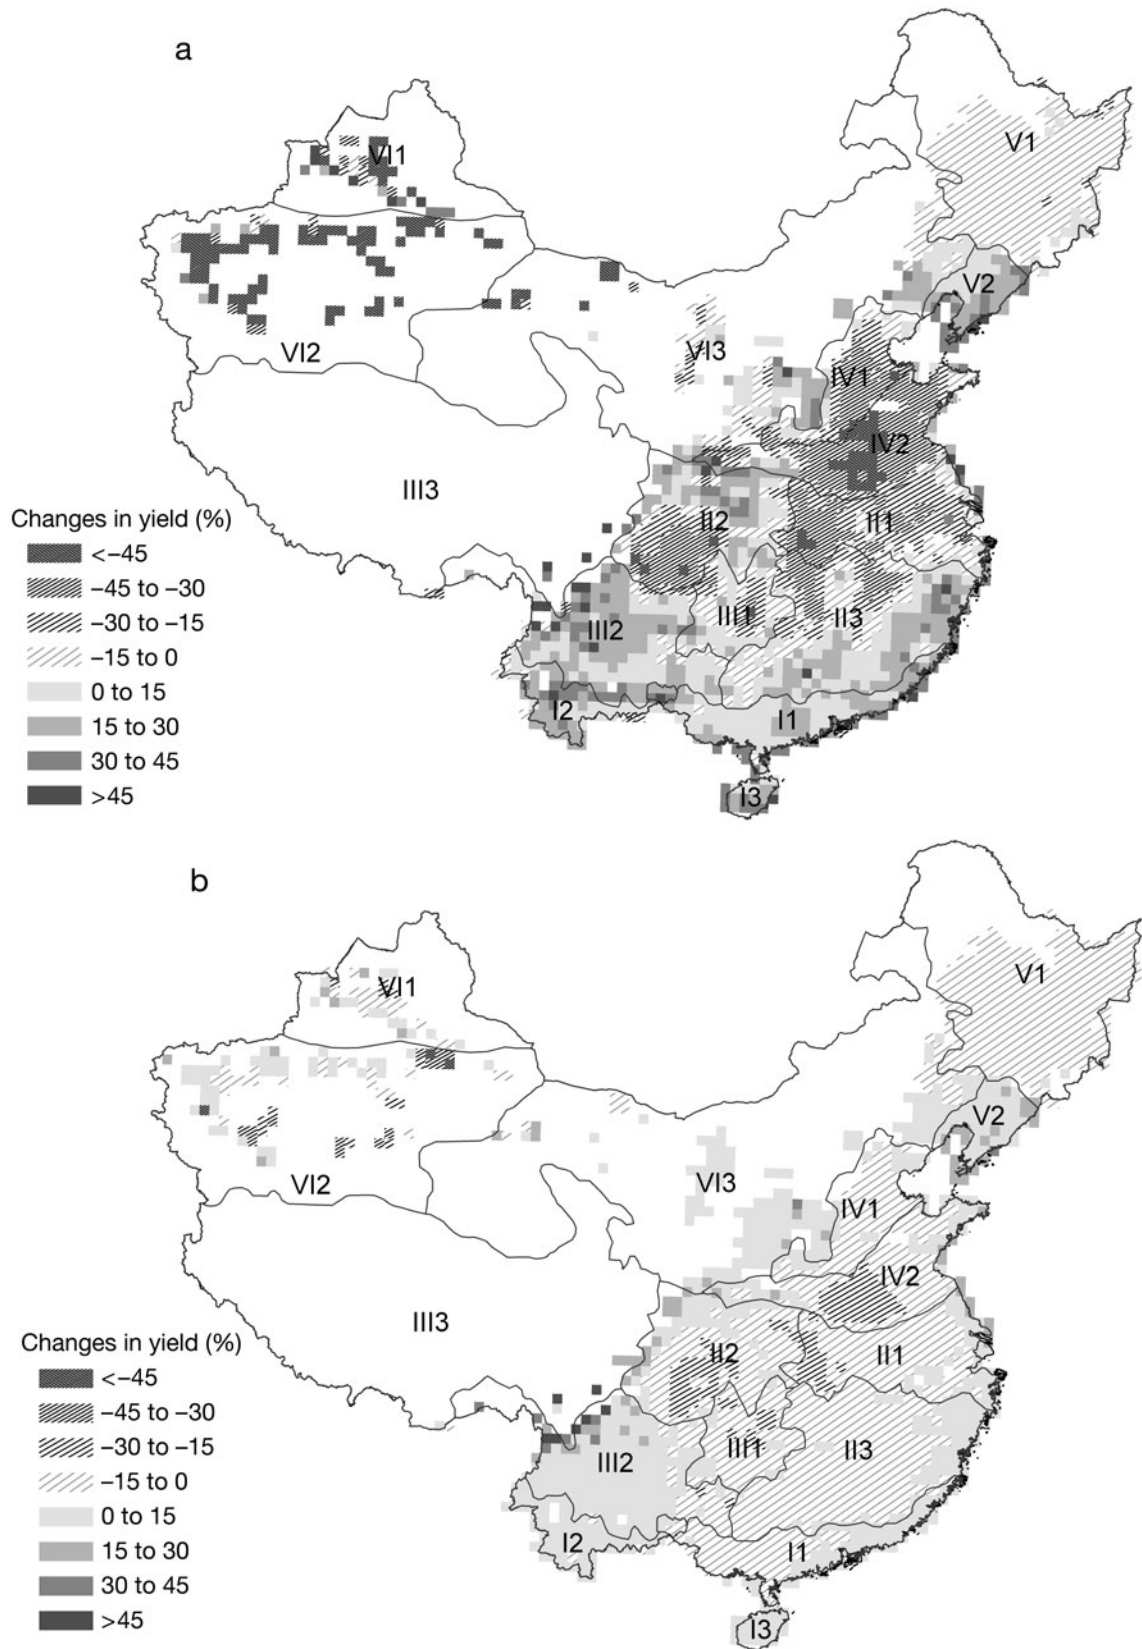 a
VI1
V1
V2
VI2
VI3
IV1
IV2
III3
II2
II1
III1
II3
III2
I2
I1
I3
Changes in yield (%)
<−45
−45 to −30
−30 to −15
−15 to 0
0 to 15
15 to 30
30 to 45
>45
b
VI1
V1
V2
VI2
VI3
IV1
IV2
III3
II2
II1
III1
II3
III2
I2
I1
I3
Changes in yield (%)
<−45
−45 to −30
−30 to −15
−15 to 0
0 to 15
15 to 30
30 to 45
>45